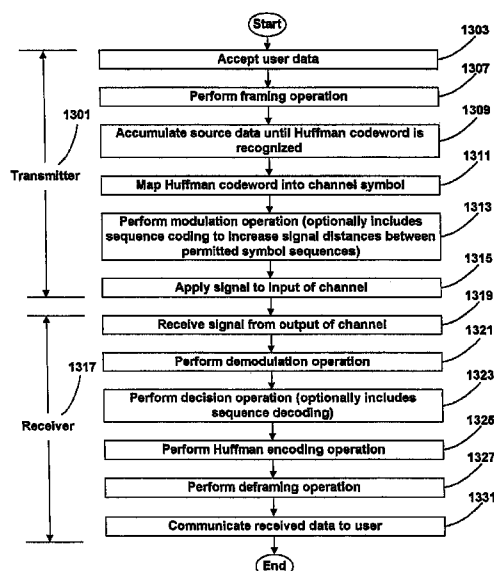 Start
Accept user data
1303
Perform framing operation
1307
Accumulate source data until Huffman codeword is
recognized
1309
1301
Transmitter
Map Huffman codeword into channel symbol
1311
Perform modulation operation (optionally includes
sequence coding to increase signal distances between
permitted symbol sequences)
1313
Apply signal to input of channel
1315
Receive signal from output of channel
1319
Perform demodulation operation
1321
1317
Receiver
Perform decision operation (optionally includes
sequence decoding)
1323
Perform Huffman encoding operation
1325
Perform deframing operation
1327
Communicate received data to user
1331
End